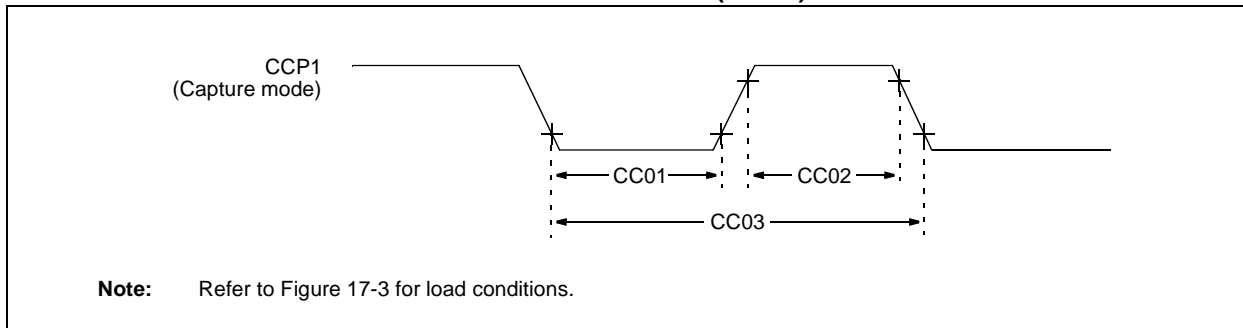 CCP1
(Capture mode)
CC01
CC02
CC03
Note: Refer to Figure 17-3 for load conditions.